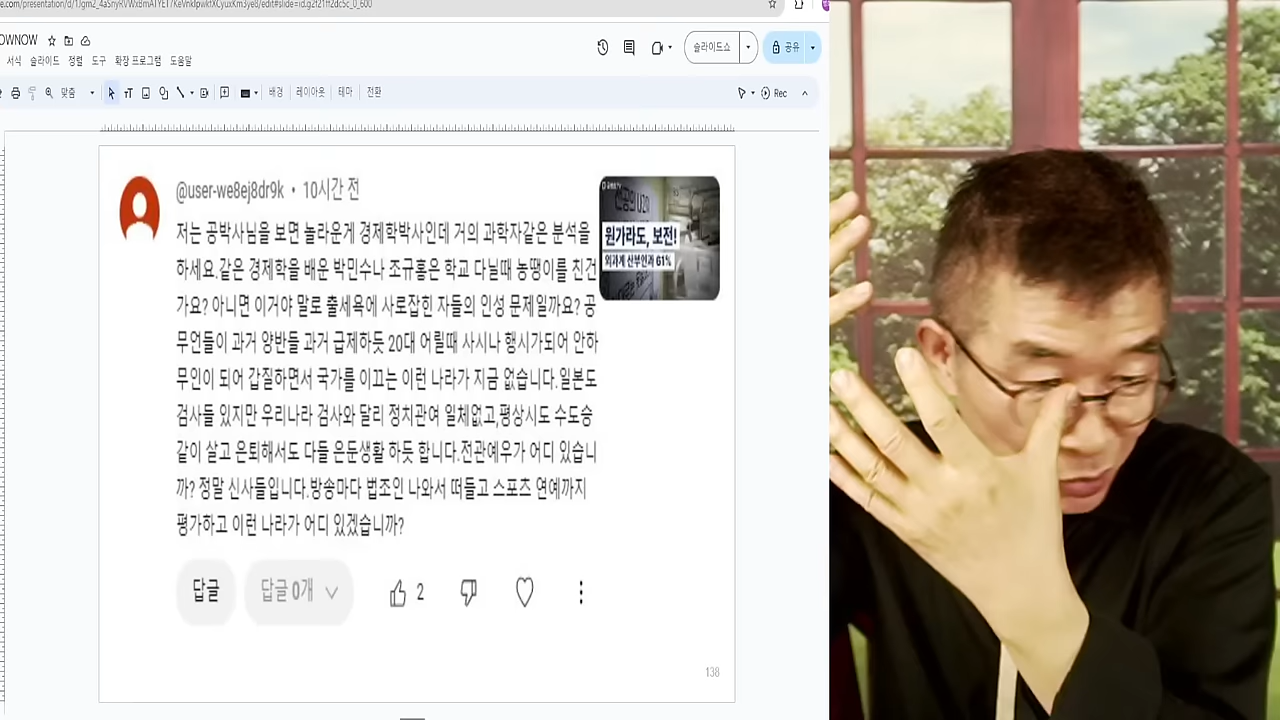 OWNOW
서식 슬라이드 정렬 도구 확장 프로그램 도움말
슬라이드쇼
공유
맞춤
배경 레이아웃 테마 전환
Rec
@user-we8ej8dr9k • 10시간 전
저는 공박사님을 보면 놀라운게 경제학박사인데 거의 과학자같은 분석을
하세요.같은 경제학을 배운 박민수나 조규홍은 학교 다닐때 농땡이를 친건
가요? 아니면 이거야 말로 출세욕에 사로잡힌 자들의 인성 문제일까요? 공
무언들이 과거 양반들 과거 급제하듯 20대 어릴때 사시나 행시가되어 안하
무인이 되어 갑질하면서 국가를 이끄는 이런 나라가 지금 없습니다.일본도
검사들 있지만 우리나라 검사와 달리 정치관여 일체없고,평상시도 수도승
같이 살고 은퇴해서도 다들 은둔생활 하듯 합니다.전관예우가 어디 있습니
까? 정말 신사들입니다.방송마다 법조인 나와서 떠들고 스포츠 연예까지
평가하고 이런 나라가 어디 있겠습니까?
원가라도, 보전!
외과계 산부인과 61%
답글
답글 0개
2
138